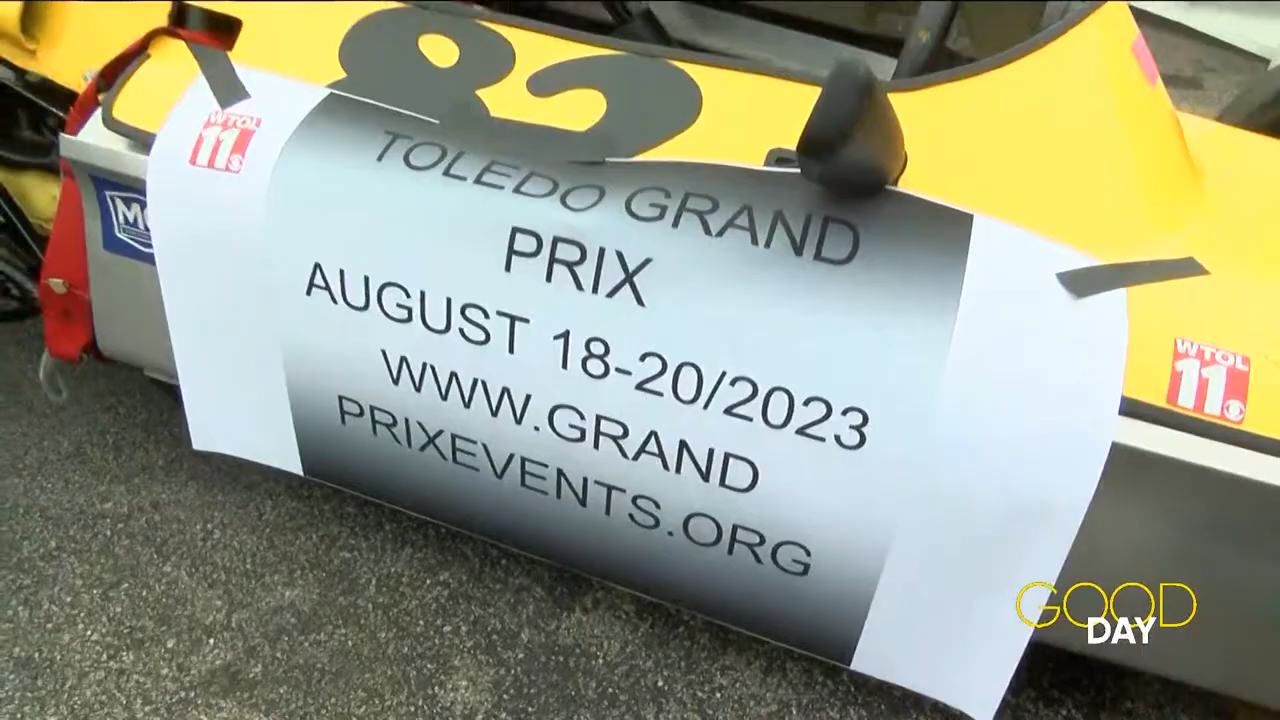 82
WTOL
11
TOLEDO GRAND
PRIX
AUGUST 18-20/2023
WWW.GRAND
PRIXEVENTS.ORG
WTOL
11
GOOD
DAY